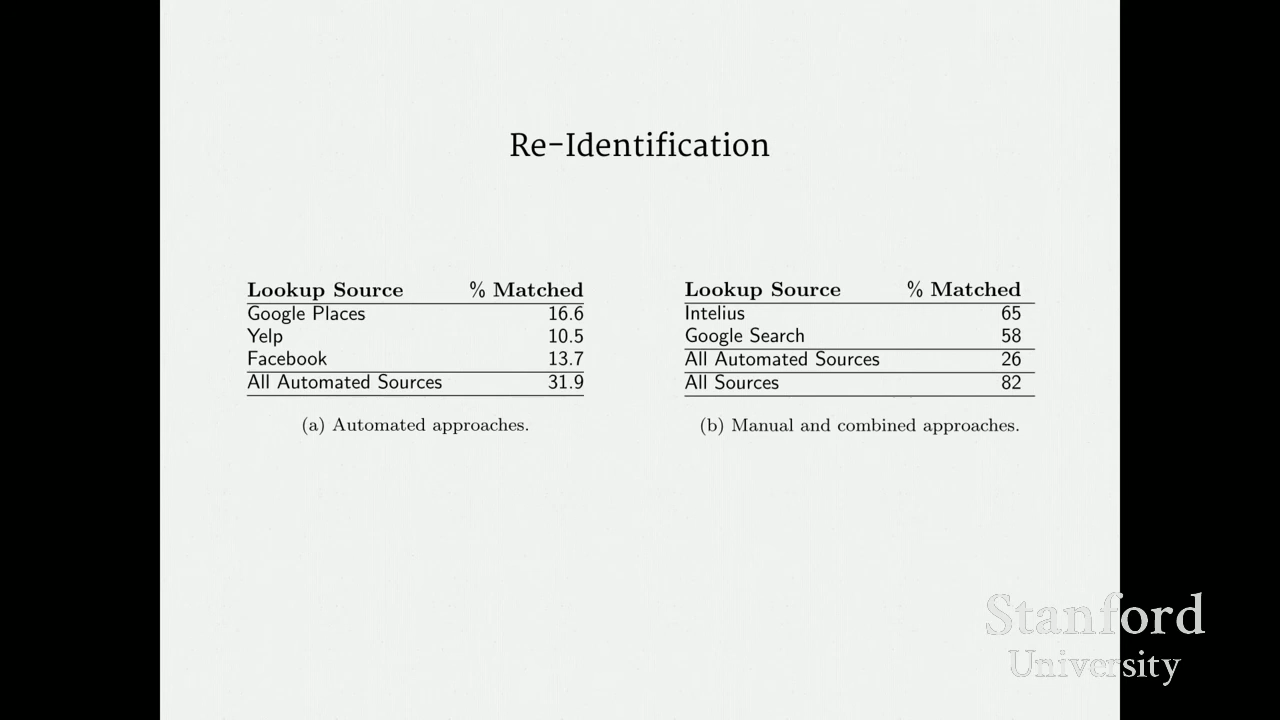 Re-Identification
Lookup Source % Matched
Google Places 16.6
Yelp 10.5
Facebook 13.7
All Automated Sources 31.9
(a) Automated approaches.
Lookup Source % Matched
Intelius 65
Google Search 58
All Automated Sources 26
All Sources 82
(b) Manual and combined approaches.
Stanford
University